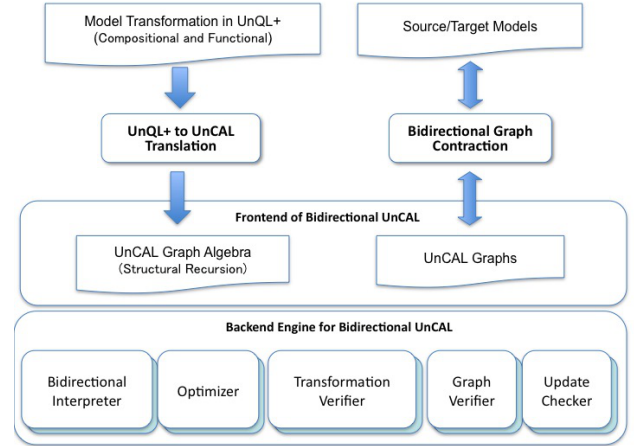 Model Transformation in UnQL+
(Compositional and Functional)
Source/Target Models
UnQL+ to UnCAL
Translation
Bidirectional Graph
Contraction
Frontend of Bidirectional UnCAL
UnCAL Graph Algebra
(Structural Recursion)
UnCAL Graphs
Backend Engine for Bidirectional UnCAL
Bidirectional
Interpreter
Optimizer
Transformation
Verifier
Graph
Verifier
Update
Checker